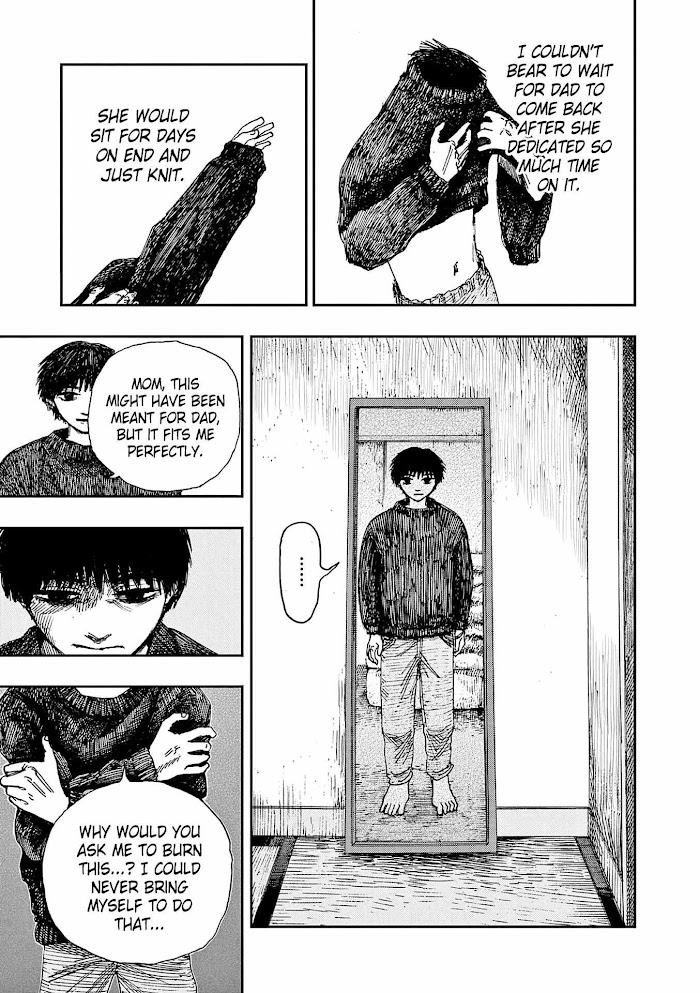 I COULDN'T
BEAR TO WAIT
FOR DAD TO
COME BACK
AFTER SHE
DEDICATED SO
MUCH TIME
ON IT.
SHE WOULD
SIT FOR DAYS
ON END AND
JUST KNIT.
......
MOM, THIS
MIGHT HAVE BEEN
MEANT FOR DAD,
BUT IT FITS ME
PERFECTLY.
WHY WOULD YOU
ASK ME TO BURN
THIS...? I COULD
NEVER BRING
MYSELF TO DO
THAT...